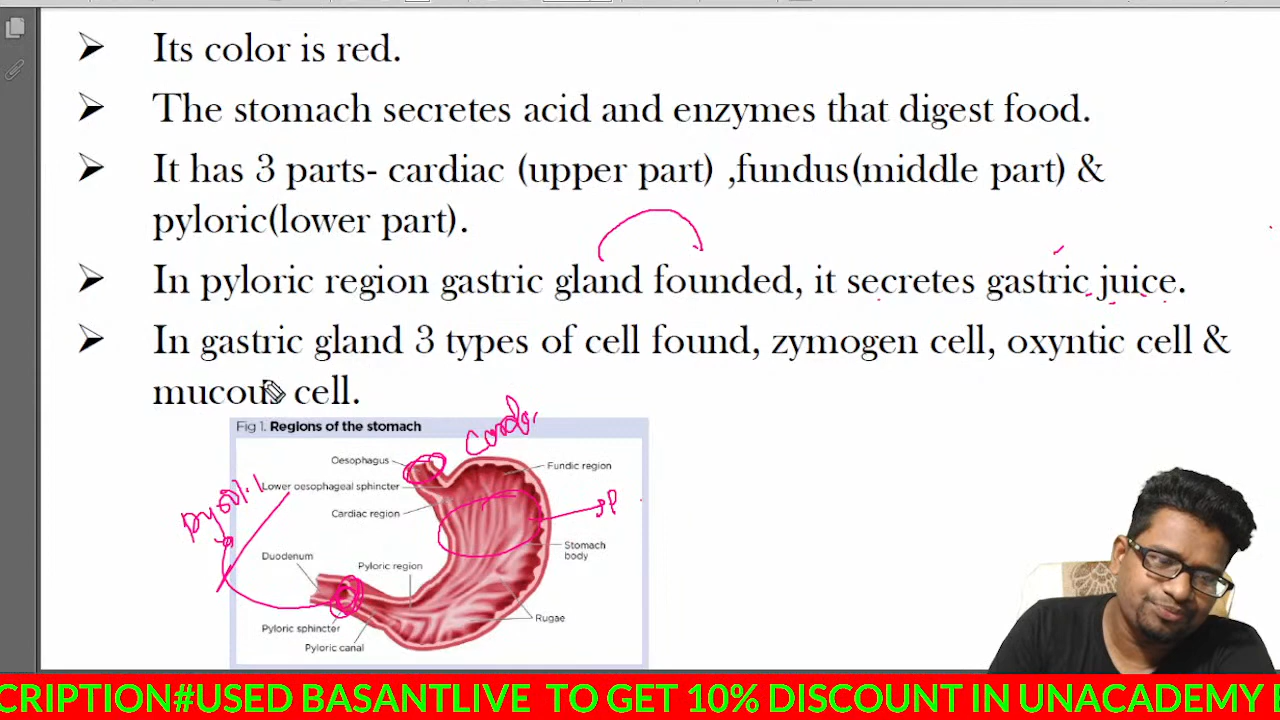 Its color is red.
The stomach secretes acid and enzymes that digest food.
It has 3 parts- cardiac (upper part) ,fundus(middle part) &
pyloric(lower part).
In pyloric region gastric gland founded, it secretes gastric juice.
In gastric gland 3 types of cell found, zymogen cell, oxyntic cell &
mucous cell.
Fig 1. Regions of the stomach
Oesophagus
Fundic region
Lower oesophageal sphincter
Cardiac region
Stomach
body
Duodenum
Pyloric region
Rugae
Pyloric sphincter
Pyloric canal
CRIPTION#USED BASANTLIVE TO GET 10% DISCOUNT IN UNACADEMY